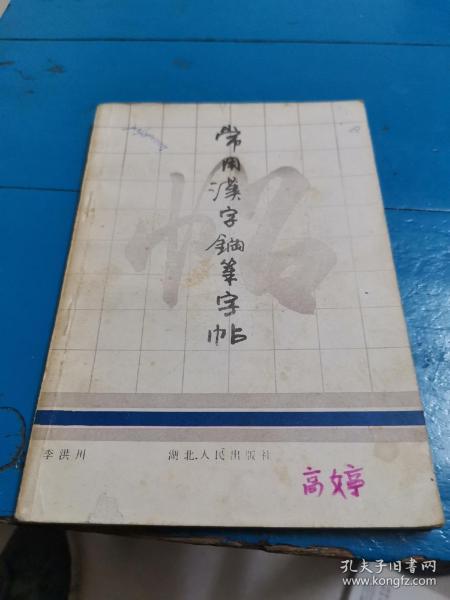 常用漢字鋼筆字帖
帖
李洪川 湖北人民出版社
高婷
孔夫子旧书网
www.kongfz.com